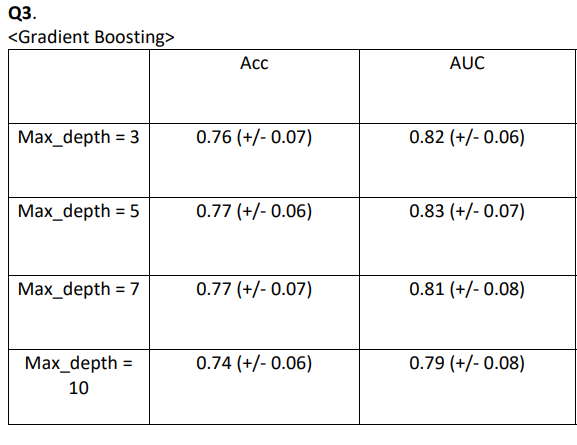 Q3.
<Gradient Boosting>
Acc AUC
Max_depth = 3 0.76 (+/- 0.07) 0.82 (+/- 0.06)
Max_depth = 5 0.77 (+/- 0.06) 0.83 (+/- 0.07)
Max_depth = 7 0.77 (+/- 0.07) 0.81 (+/- 0.08)
Max_depth = 0.74 (+/- 0.06) 0.79 (+/- 0.08)
10